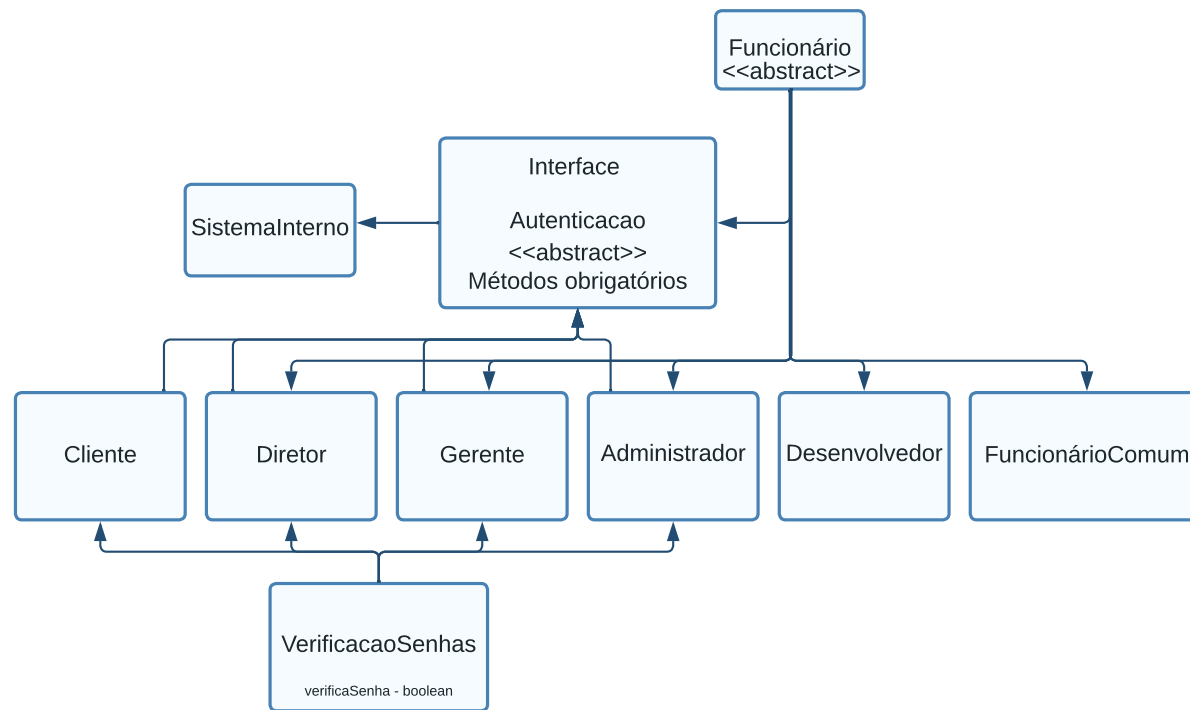 Funcionário
<<abstract>>
Interface
Autenticacao
<<abstract>>
Métodos obrigatórios
SistemaInterno
Cliente
Diretor
Gerente
Administrador
Desenvolvedor
FuncionárioComum
VerificacaoSenhas
verificaSenha - boolean